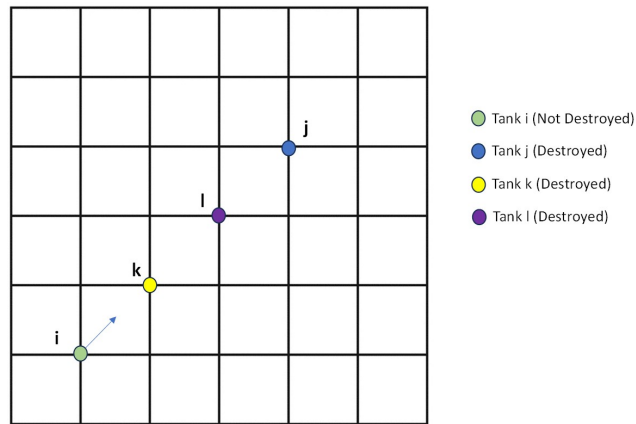 j
l
k
i
Tank i (Not Destroyed)
Tank j (Destroyed)
Tank k (Destroyed)
Tank l (Destroyed)